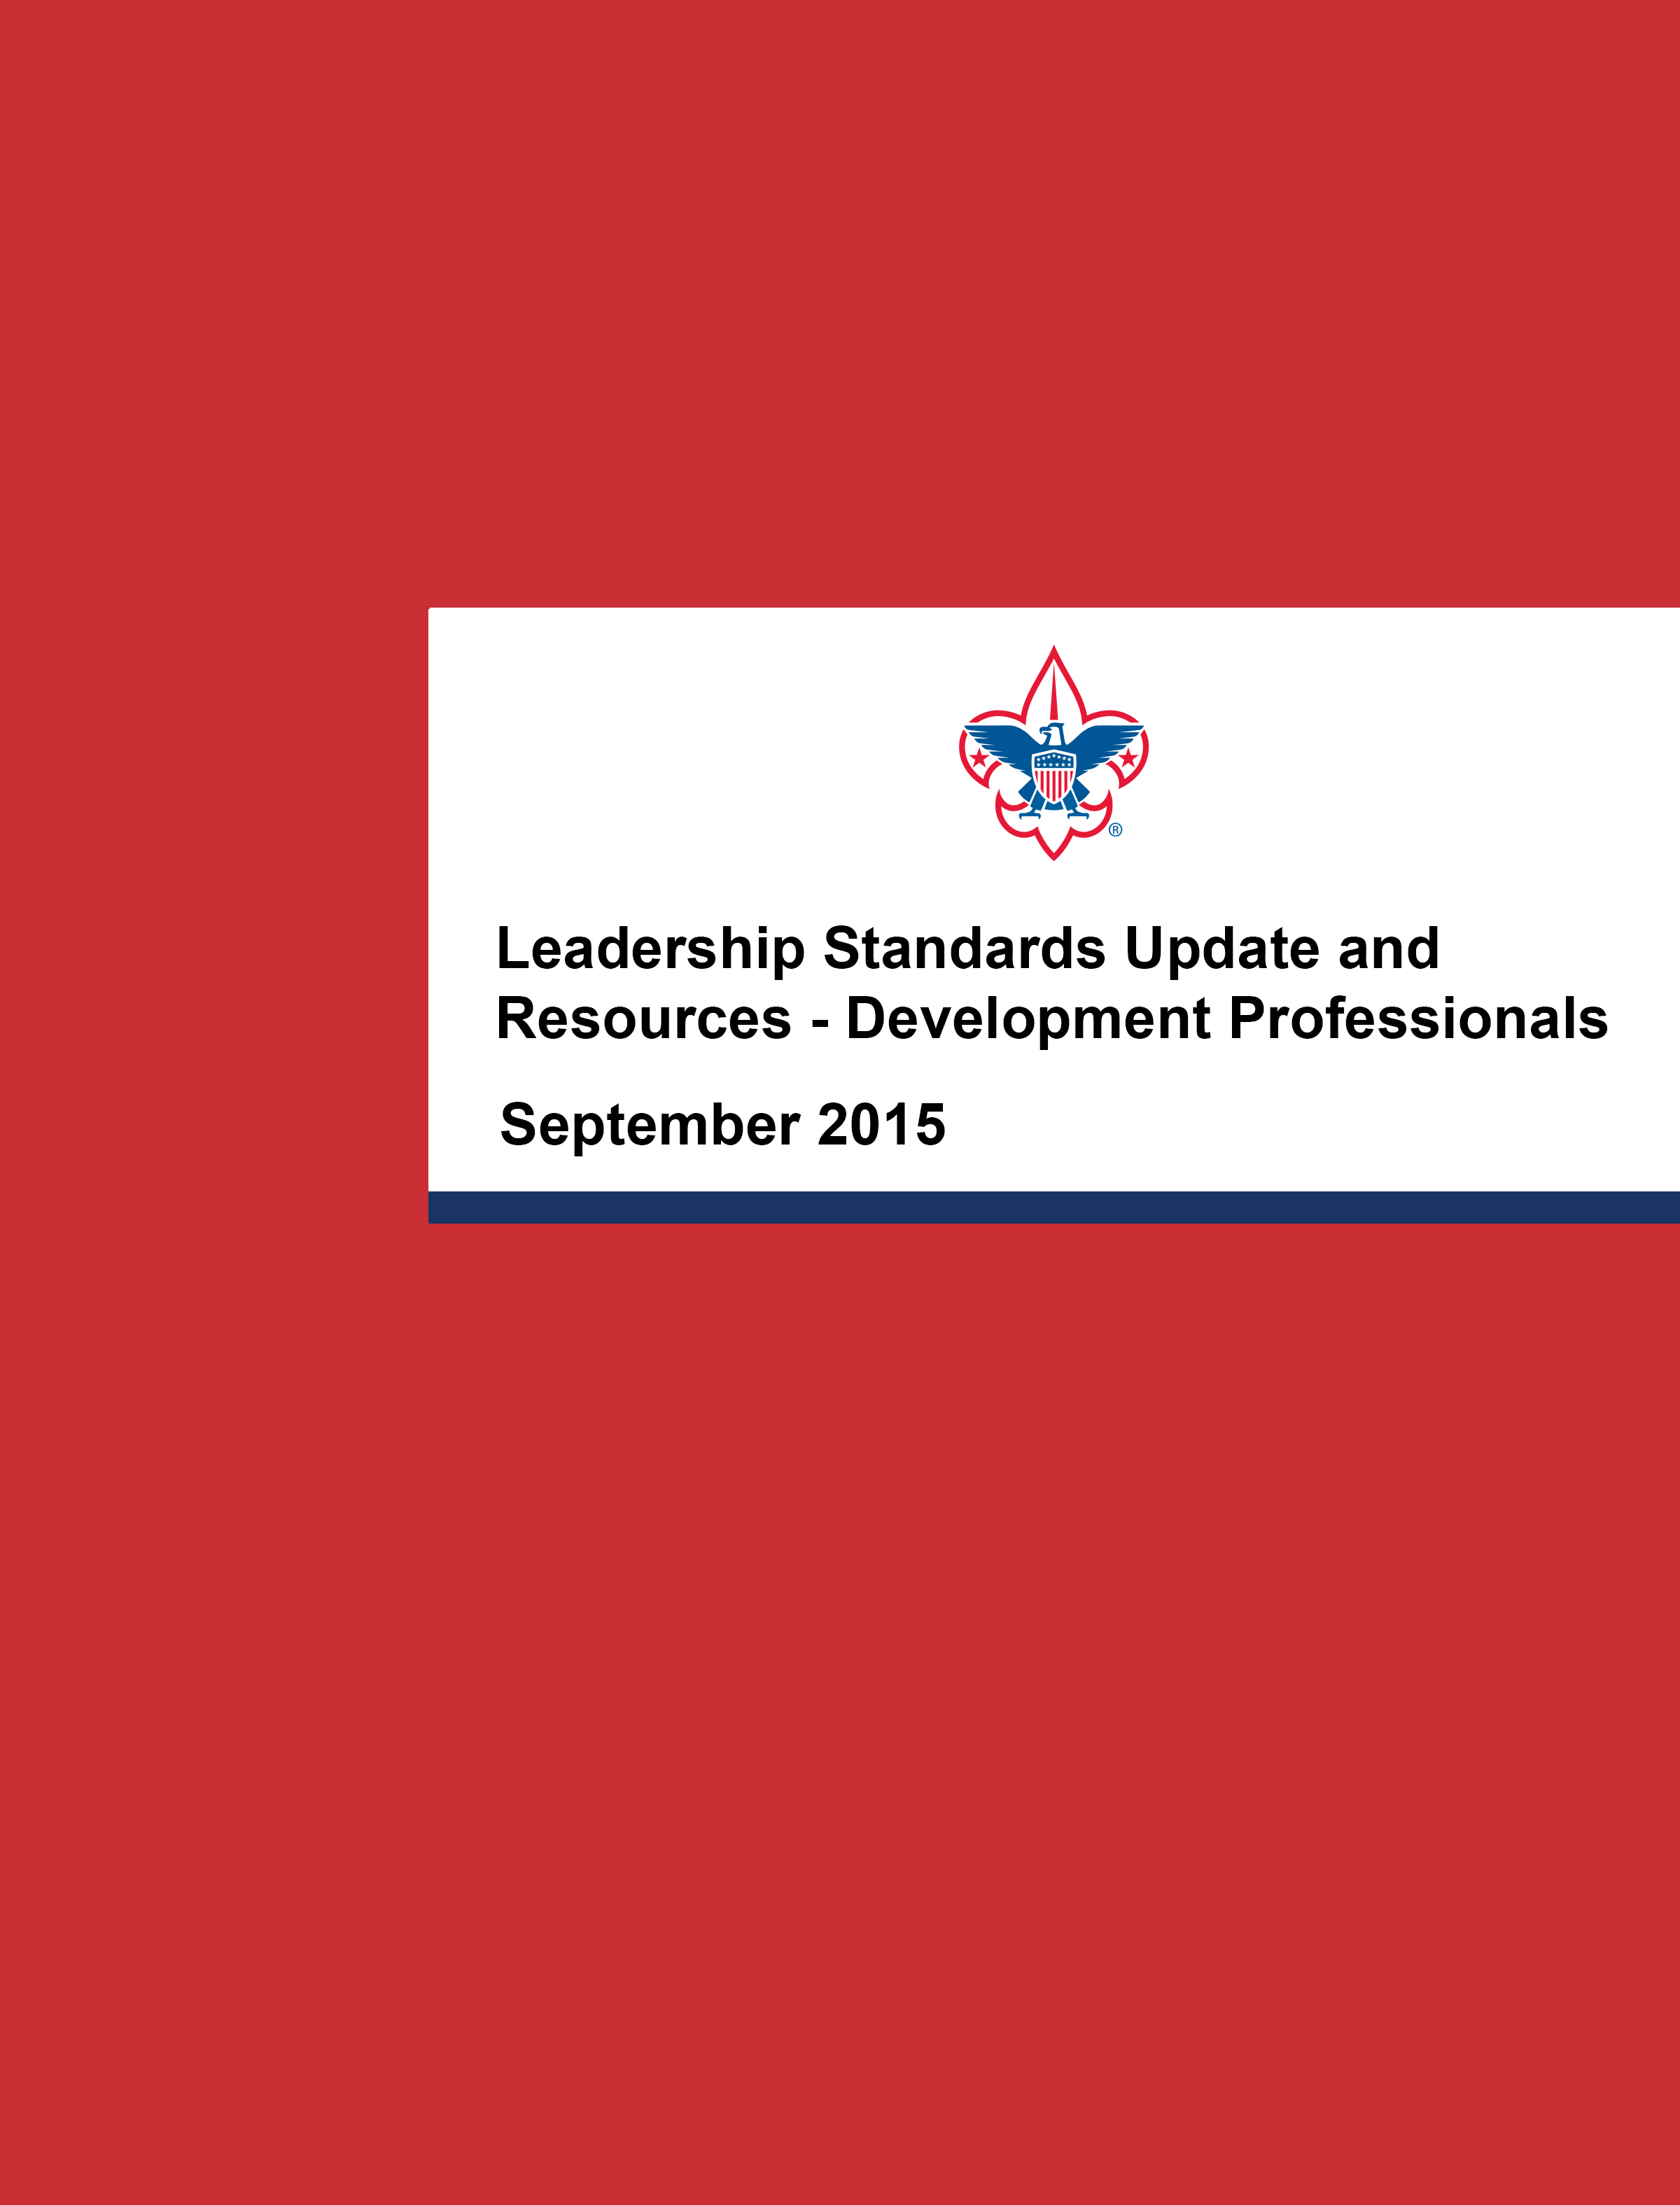 ®
Leadership Standards Update and
Resources - Development Professionals
September 2015